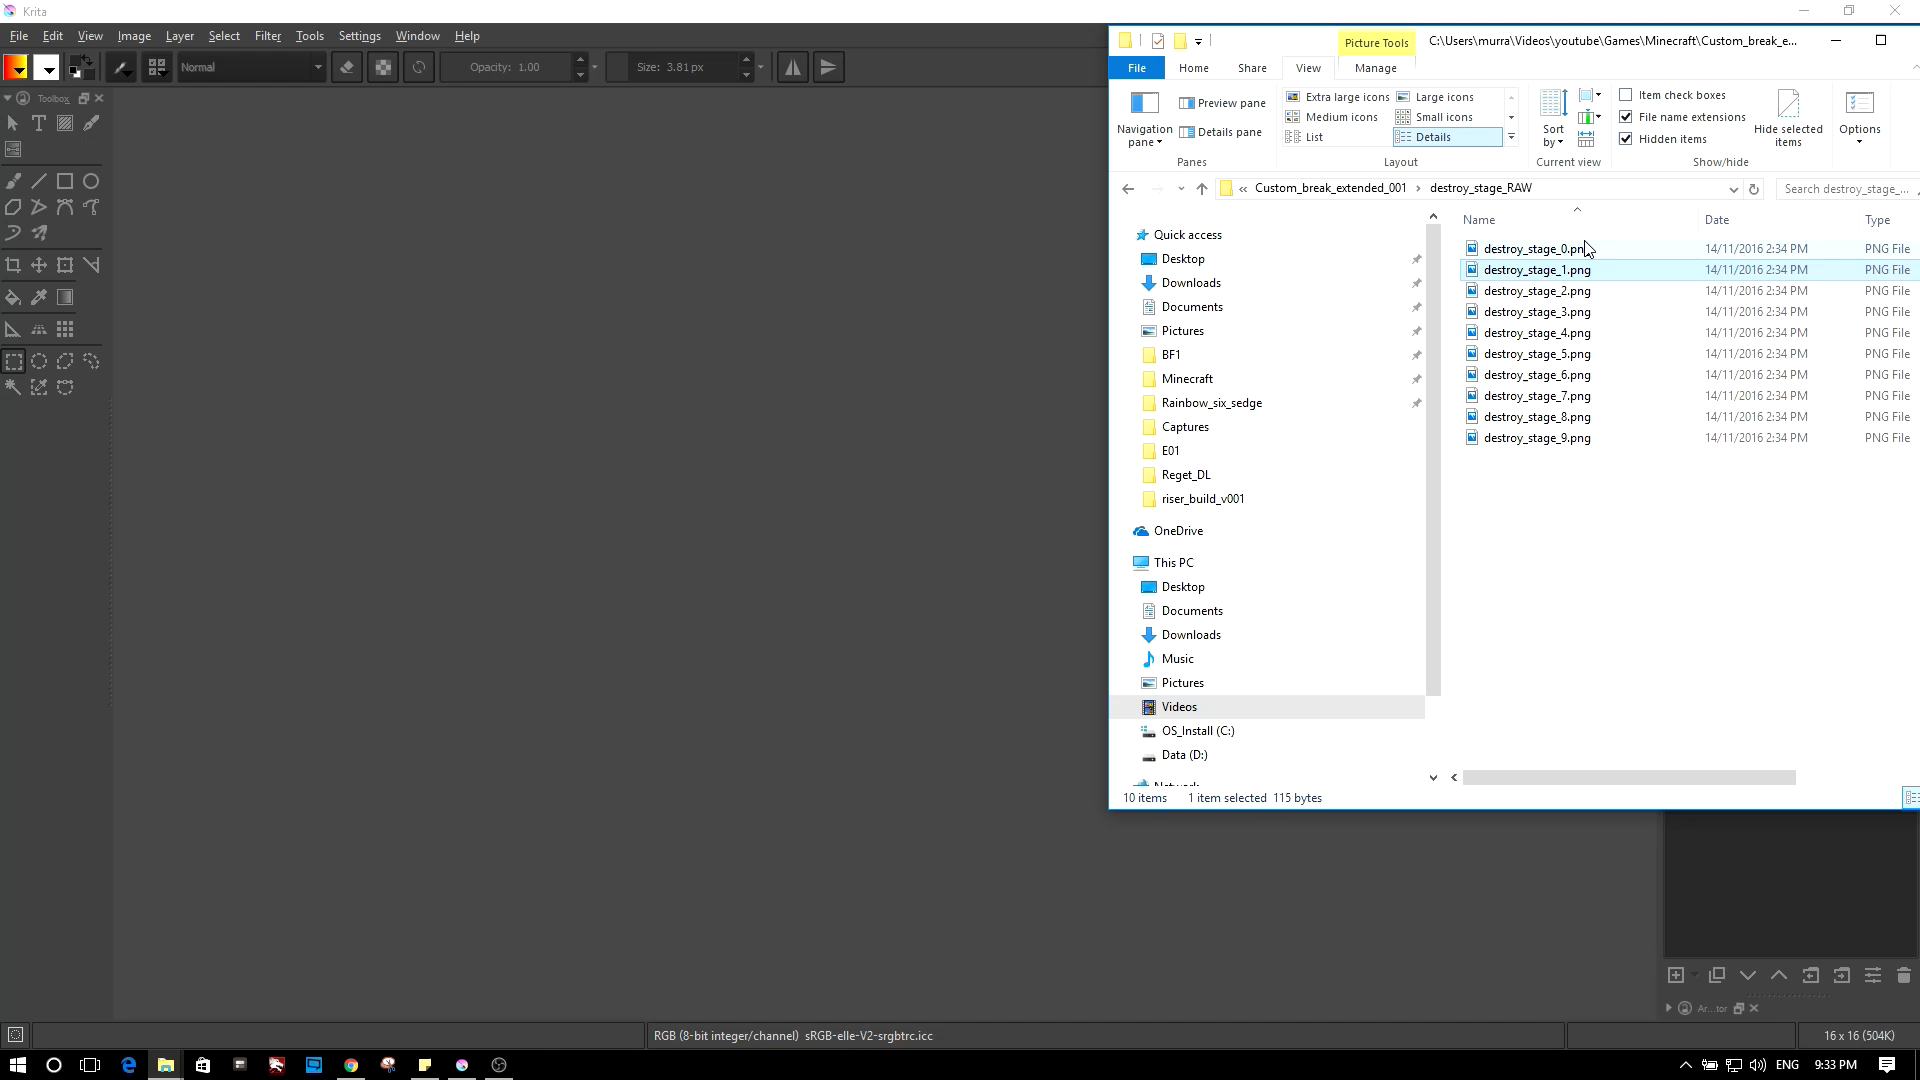 Krita
File Edit View Image Layer Select Filter Tools Settings Window Help
Normal Opacity: 1.00 Size: 3.81 px
Toolbox
Picture Tools C:\Users\murra\Videos\youtube\Games\Minecraft\Custom_break_e...
File Home Share View Manage
Navigation pane
Preview pane
Details pane
Panes
Extra large icons Large icons
Medium icons Small icons
List Details
Layout
Sort by
Current view
Item check boxes
File name extensions
Hidden items
Hide selected items
Show/hide
Options
« Custom_break_extended_001 › destroy_stage_RAW
Search destroy_stage_...
Quick access
Desktop
Downloads
Documents
Pictures
BF1
Minecraft
Rainbow_six_sedge
Captures
E01
Reget_DL
riser_build_v001
OneDrive
This PC
Desktop
Documents
Downloads
Music
Pictures
Videos
OS_Install (C:)
Data (D:)
Network
Name Date Type
destroy_stage_0.png 14/11/2016 2:34 PM PNG File
destroy_stage_1.png 14/11/2016 2:34 PM PNG File
destroy_stage_2.png 14/11/2016 2:34 PM PNG File
destroy_stage_3.png 14/11/2016 2:34 PM PNG File
destroy_stage_4.png 14/11/2016 2:34 PM PNG File
destroy_stage_5.png 14/11/2016 2:34 PM PNG File
destroy_stage_6.png 14/11/2016 2:34 PM PNG File
destroy_stage_7.png 14/11/2016 2:34 PM PNG File
destroy_stage_8.png 14/11/2016 2:34 PM PNG File
destroy_stage_9.png 14/11/2016 2:34 PM PNG File
10 items 1 item selected 115 bytes
Ar...tor
RGB (8-bit integer/channel) sRGB-elle-V2-srgbtrc.icc
16 x 16 (504K)
ENG 9:33 PM